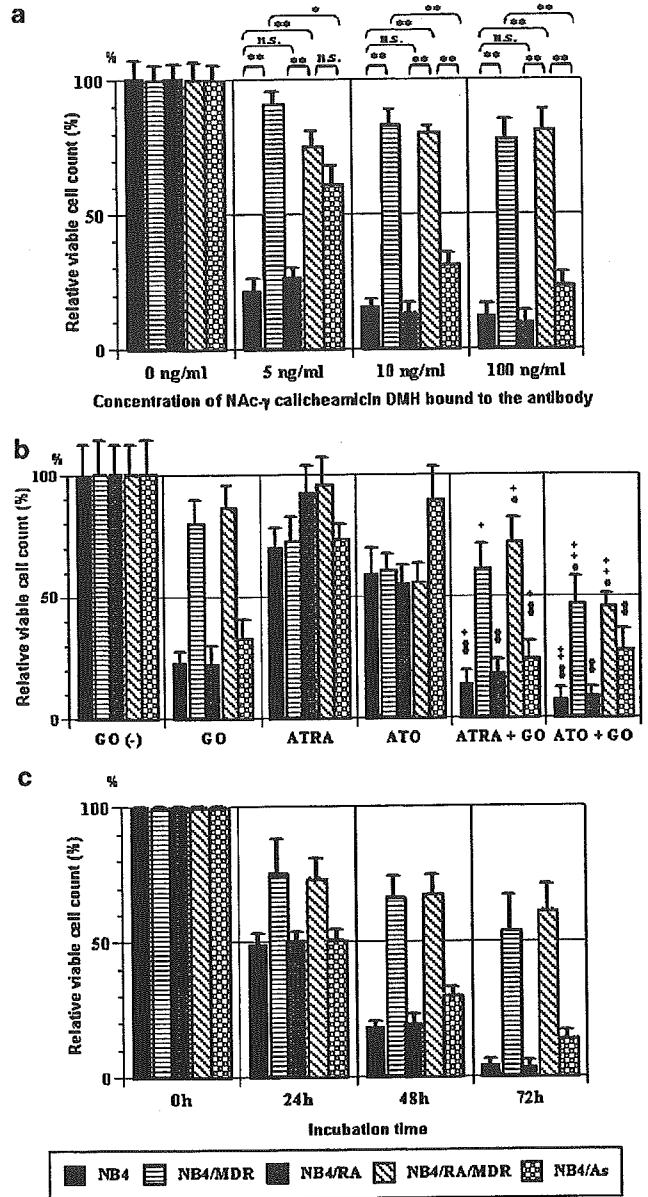 a
*
** **
** ** **
n.s. n.s. n.s.
** ** n.s. ** ** ** ** ** **
%
100
50
0
Relative viable cell count (%)
0 ng/ml 5 ng/ml 10 ng/ml 100 ng/ml
Concentration of NAc-γ calicheamicin DMH bound to the antibody
b
%
100
50
0
Relative viable cell count (%)
GO (-) GO ATRA ATO ATRA + GO ATO + GO
c
%
100
50
0
Relative viable cell count (%)
0h 24h 48h 72h
Incubation time
NB4 NB4/MDR NB4/RA NB4/RA/MDR NB4/As